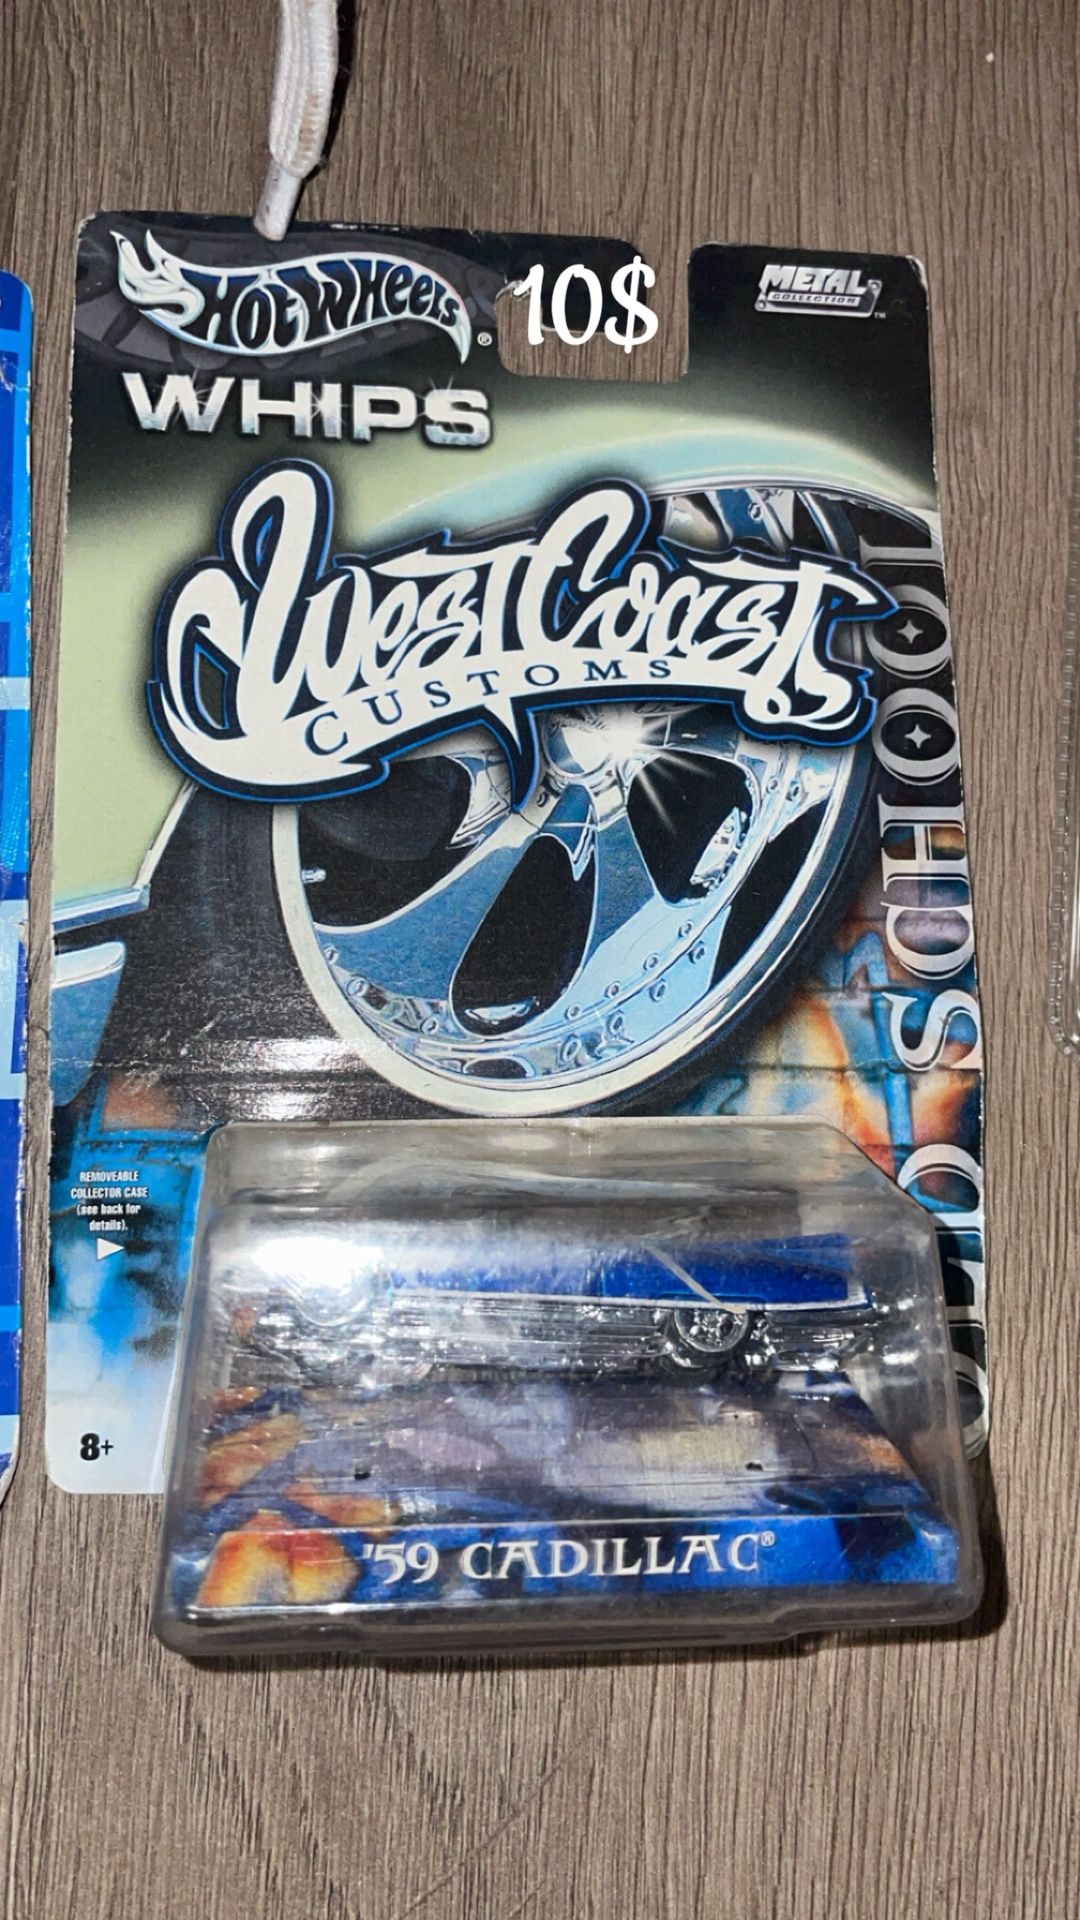 Hot Wheels®
10$
METAL
COLLECTION™
WHIPS
West Coast
CUSTOMS
OLD SCHOOL
REMOVEABLE
COLLECTOR CASE
(see back for
details).
8+
'59 CADILLAC®